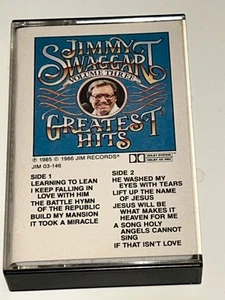 JIMMY
SWAGGART
VOLUME THREE
GREATEST
HITS
℗ 1985 © 1986 JIM RECORDS®
JIM 03-146
DOLBY SYSTEM
SIDE 1
LEARNING TO LEAN
I KEEP FALLING IN
LOVE WITH HIM
THE BATTLE HYMN
OF THE REPUBLIC
BUILD MY MANSION
IT TOOK A MIRACLE
SIDE 2
HE WASHED MY
EYES WITH TEARS
LIFT UP THE NAME
OF JESUS
JESUS WILL BE
WHAT MAKES IT
HEAVEN FOR ME
A SONG HOLY
ANGELS CANNOT
SING
IF THAT ISN'T LOVE